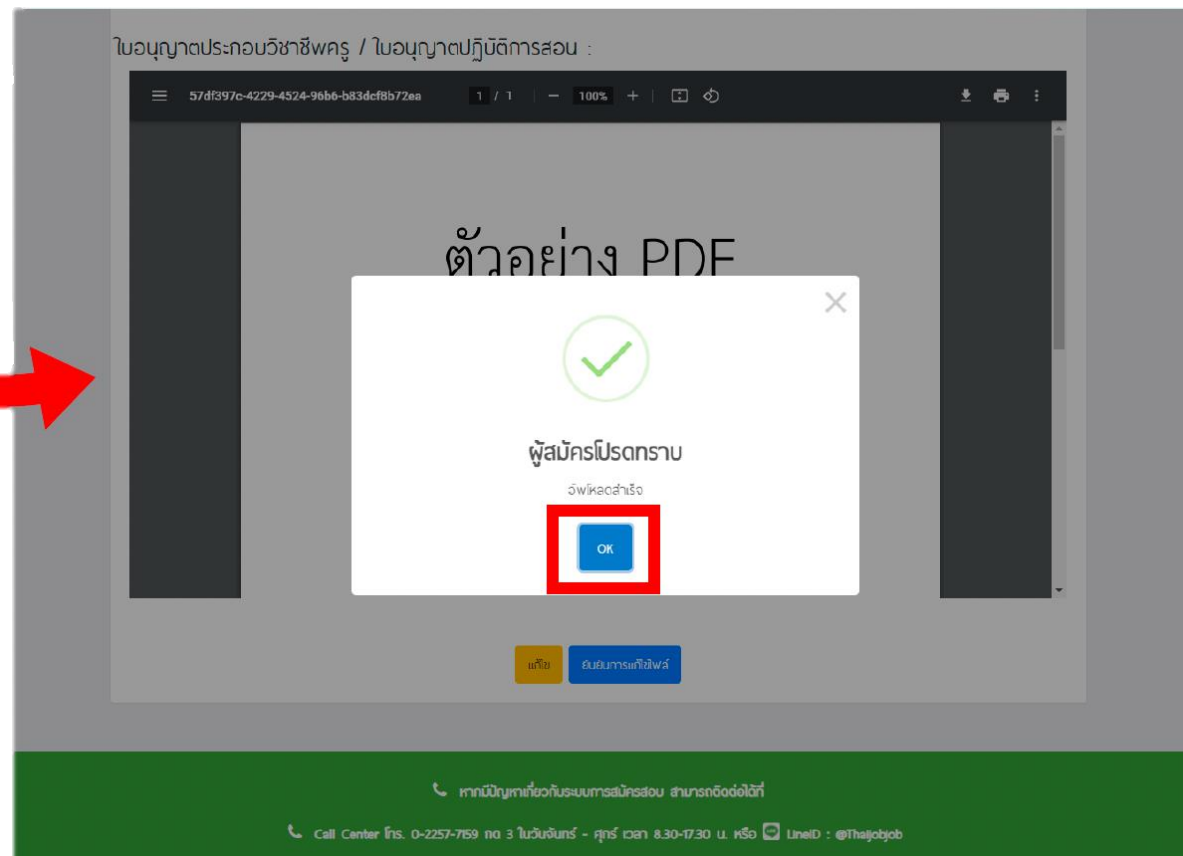 ใบอนุญาตประกอบวิชาชีพครู / ใบอนุญาตปฏิบัติการสอน :
57df397c-4229-4524-96b6-b83dcf8b72ea 1 / 1 100%
ตัวอย่าง PDF
ผู้สมัครโปรดทราบ
อัพโหลดสำเร็จ
OK
แก้ไข ยืนยันการแก้ไขไฟล์
หากมีปัญหาเกี่ยวกับระบบการสมัครสอบ สามารถติดต่อได้ที่
Call Center โทร. 0-2257-7159 กด 3 ในวันจันทร์ - ศุกร์ เวลา 8.30-17.30 น. หรือ LineID : @Thaijobjob